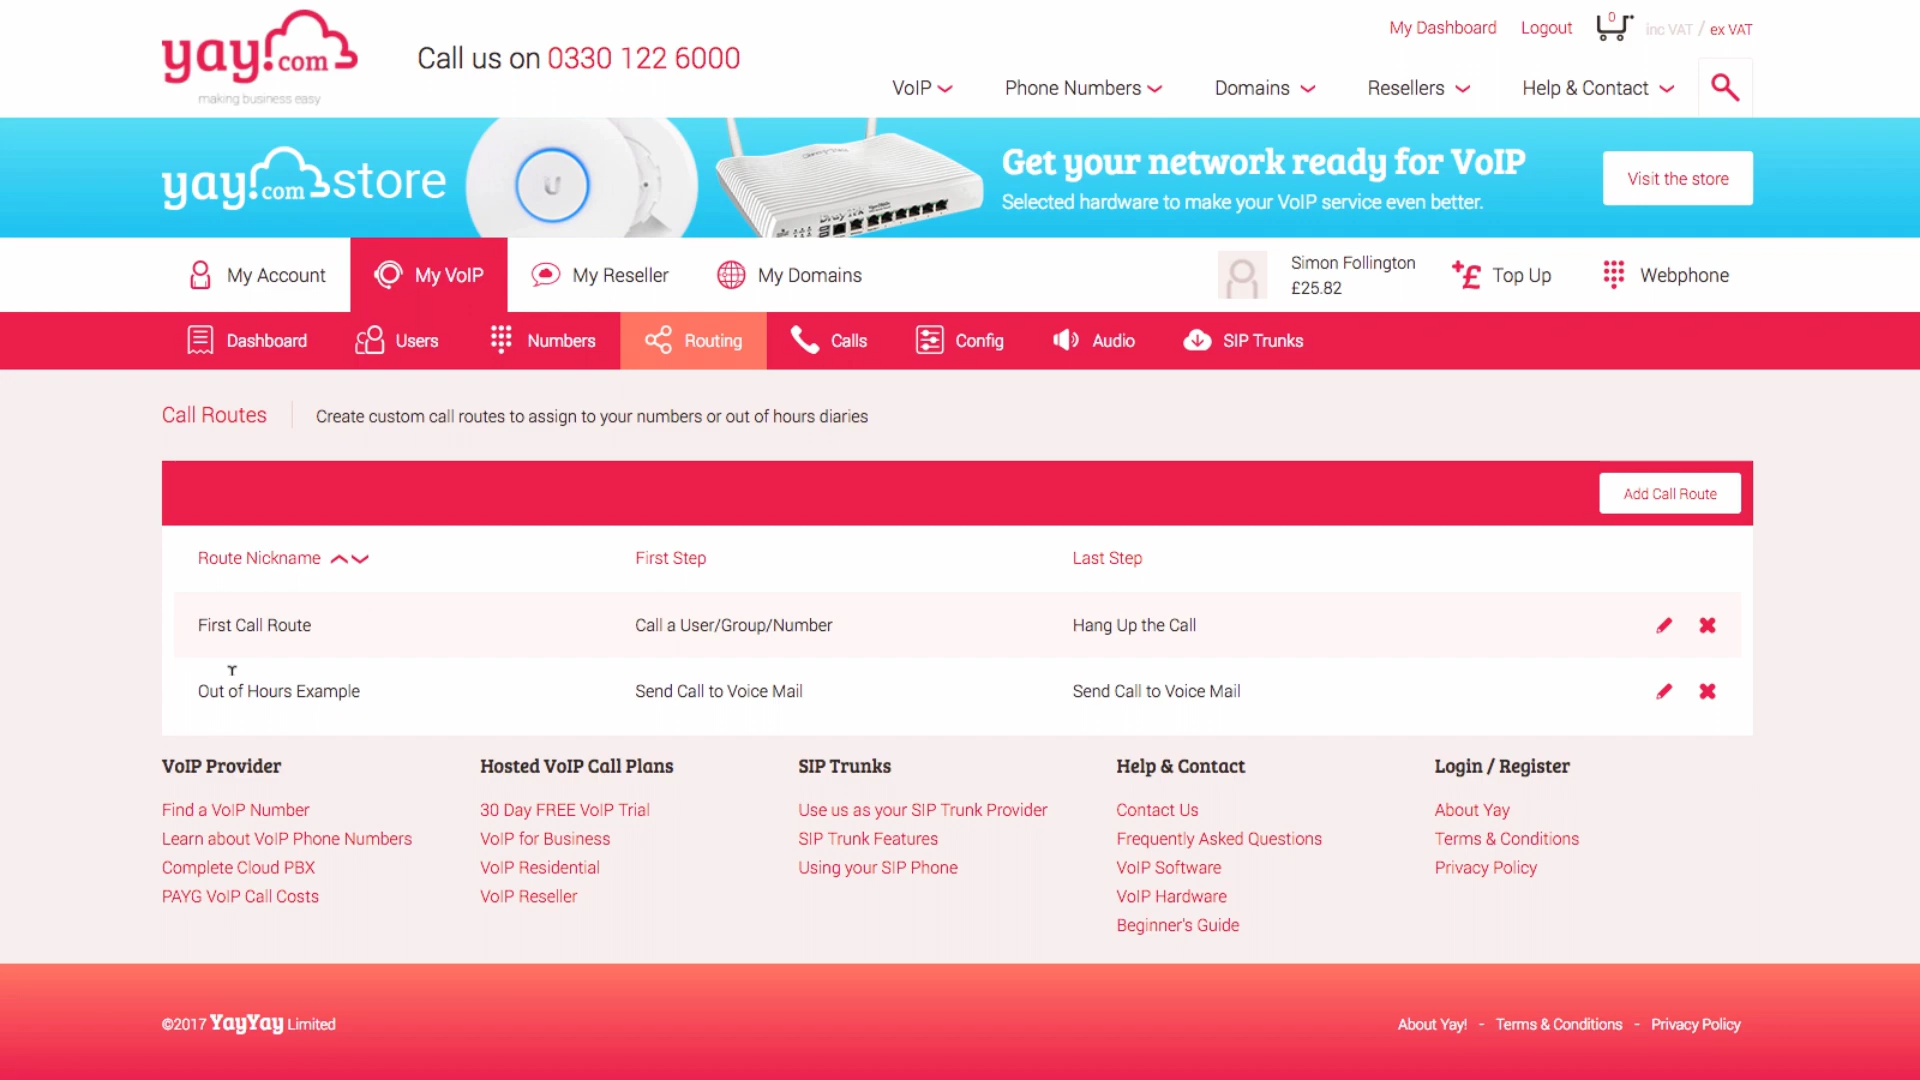 yay!.com
making business easy
Call us on 0330 122 6000
My Dashboard Logout 0 inc VAT / ex VAT
VoIP Phone Numbers Domains Resellers Help & Contact
yay!.com store
U
Get your network ready for VoIP
Selected hardware to make your VoIP service even better.
Visit the store
My Account My VoIP My Reseller My Domains
Simon Follington
£25.82
Top Up Webphone
Dashboard Users Numbers Routing Calls Config Audio SIP Trunks
Call Routes Create custom call routes to assign to your numbers or out of hours diaries
Add Call Route
Route Nickname First Step Last Step
First Call Route Call a User/Group/Number Hang Up the Call
Out of Hours Example Send Call to Voice Mail Send Call to Voice Mail
VoIP Provider
Find a VoIP Number
Learn about VoIP Phone Numbers
Complete Cloud PBX
PAYG VoIP Call Costs
Hosted VoIP Call Plans
30 Day FREE VoIP Trial
VoIP for Business
VoIP Residential
VoIP Reseller
SIP Trunks
Use us as your SIP Trunk Provider
SIP Trunk Features
Using your SIP Phone
Help & Contact
Contact Us
Frequently Asked Questions
VoIP Software
VoIP Hardware
Beginner's Guide
Login / Register
About Yay
Terms & Conditions
Privacy Policy
©2017 YayYay Limited
About Yay! - Terms & Conditions - Privacy Policy